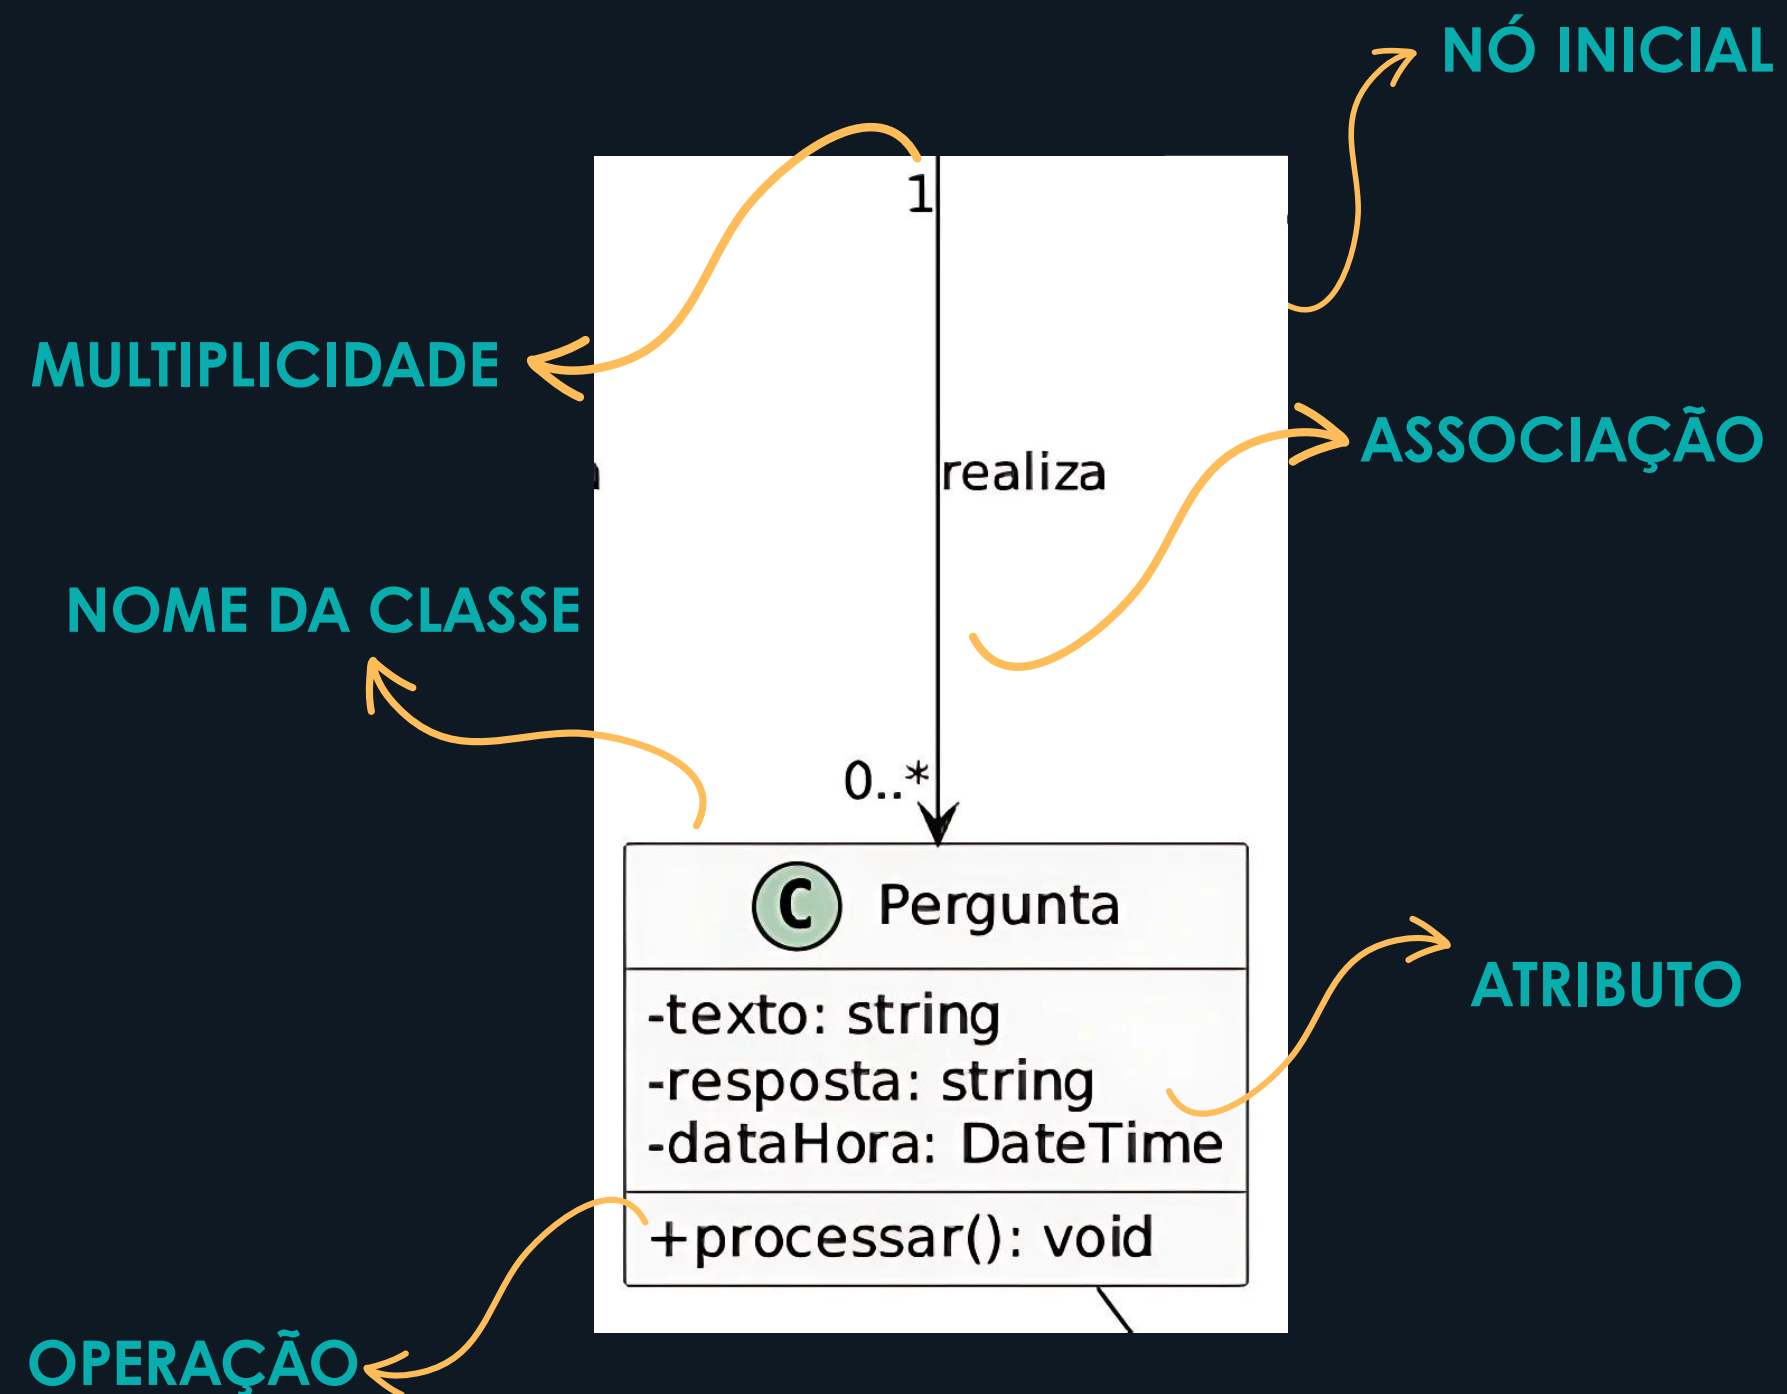 NÓ INICIAL
1
MULTIPLICIDADE
ASSOCIAÇÃO
realiza
NOME DA CLASSE
0..*
C Pergunta
-texto: string
-resposta: string
-dataHora: DateTime
ATRIBUTO
+processar(): void
OPERAÇÃO